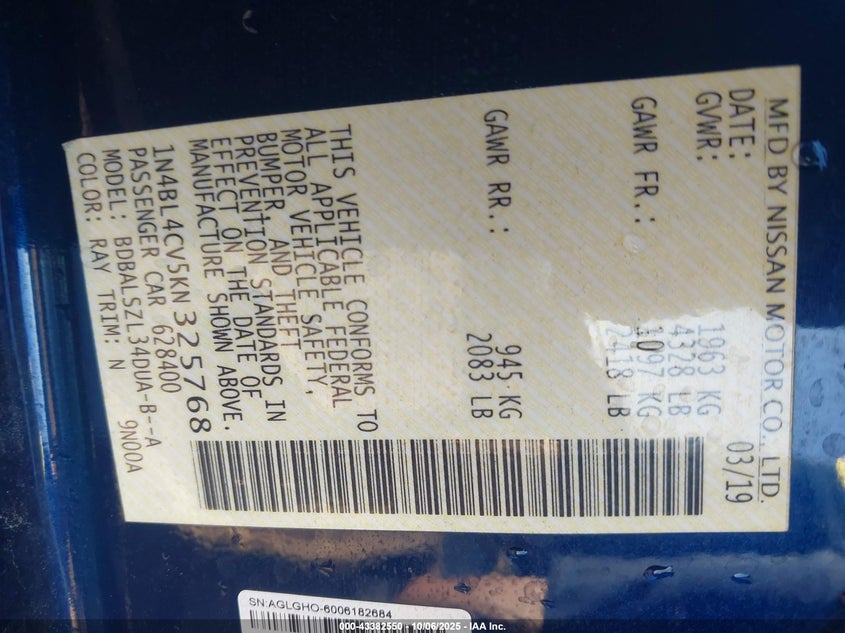 MFD BY NISSAN MOTOR CO., LTD.
DATE: 03/19
GVWR: 1963 KG
4328 LB
GAWR FR.: 1097 KG
2418 LB
GAWR RR.: 945 KG
2083 LB
THIS VEHICLE CONFORMS TO
ALL APPLICABLE FEDERAL
MOTOR VEHICLE SAFETY,
BUMPER, AND THEFT
PREVENTION STANDARDS IN
EFFECT ON THE DATE OF
MANUFACTURE SHOWN ABOVE.
1N4BL4CV5KN325768
PASSENGER CAR 628400
MODEL: BDBALSZL34DUA-B--A
COLOR: RAY TRIM: N 9N00A
SN:AGLGHO-6006182684
000-43382550 - 10/06/2025 - IAA Inc.